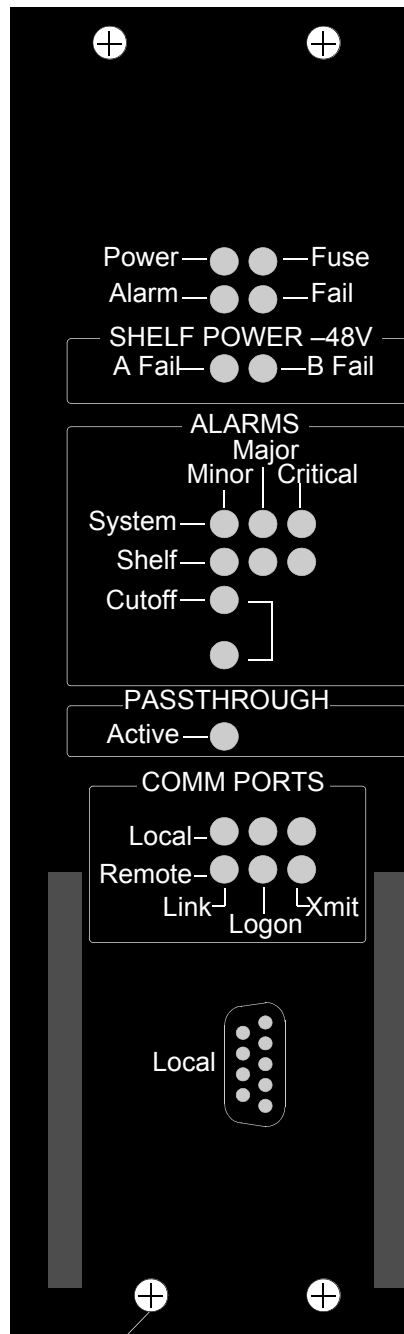 Power Fuse
Alarm Fail
SHELF POWER –48V
A Fail B Fail
ALARMS
Major
Minor Critical
System
Shelf
Cutoff
PASSTHROUGH
Active
COMM PORTS
Local
Remote
Link Xmit
Logon
Local